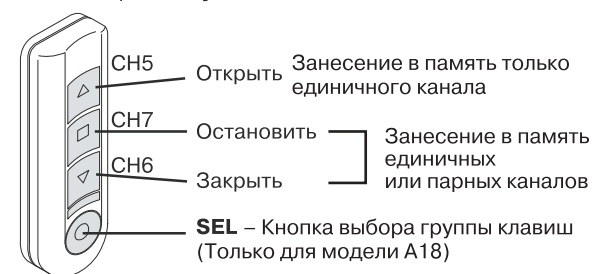 CH5
Открыть
Занесение в память только
единичного канала
CH7
Остановить
CH6
Закрыть
Занесение в память
единичных
или парных каналов
SEL – Кнопка выбора группы клавиш
(Только для модели А18)